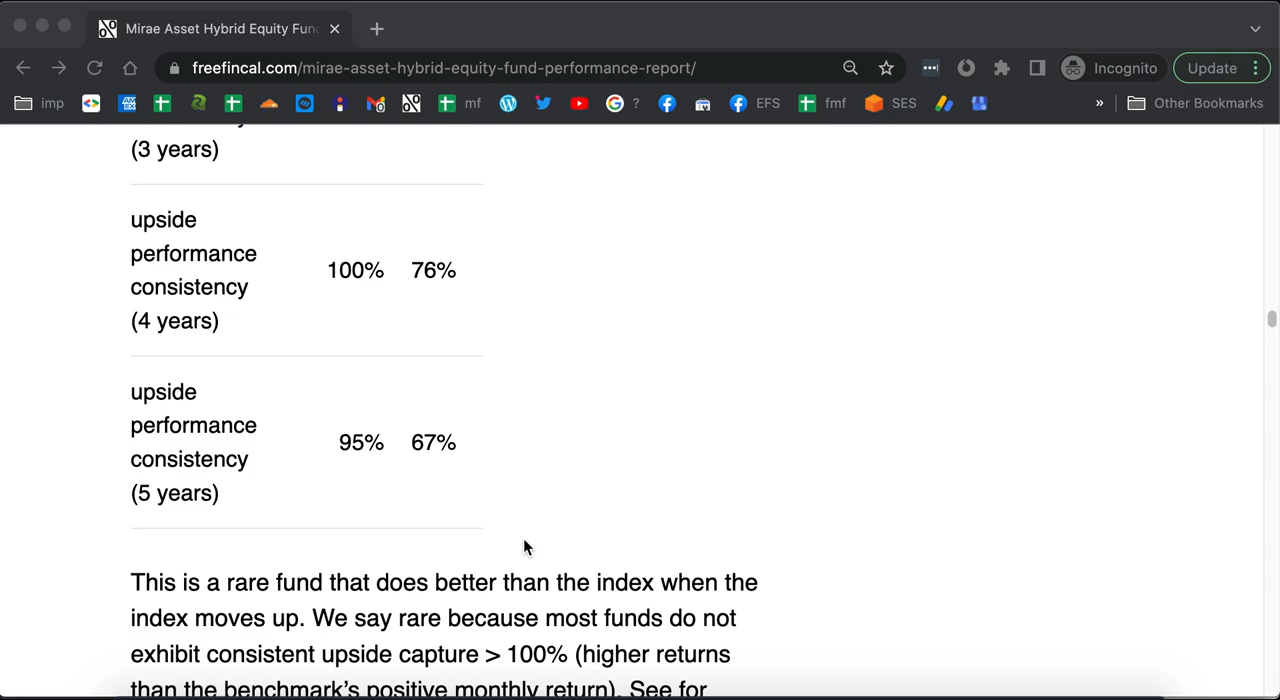 Mirae Asset Hybrid Equity Fun
freefincal.com/mirae-asset-hybrid-equity-fund-performance-report/
Incognito
Update
imp
mf
?
EFS
fmf
SES
»
Other Bookmarks
(3 years)
upside
performance
consistency
(4 years)
100% 76%
upside
performance
consistency
(5 years)
95% 67%
This is a rare fund that does better than the index when the
index moves up. We say rare because most funds do not
exhibit consistent upside capture > 100% (higher returns
than the benchmark's positive monthly return). See for